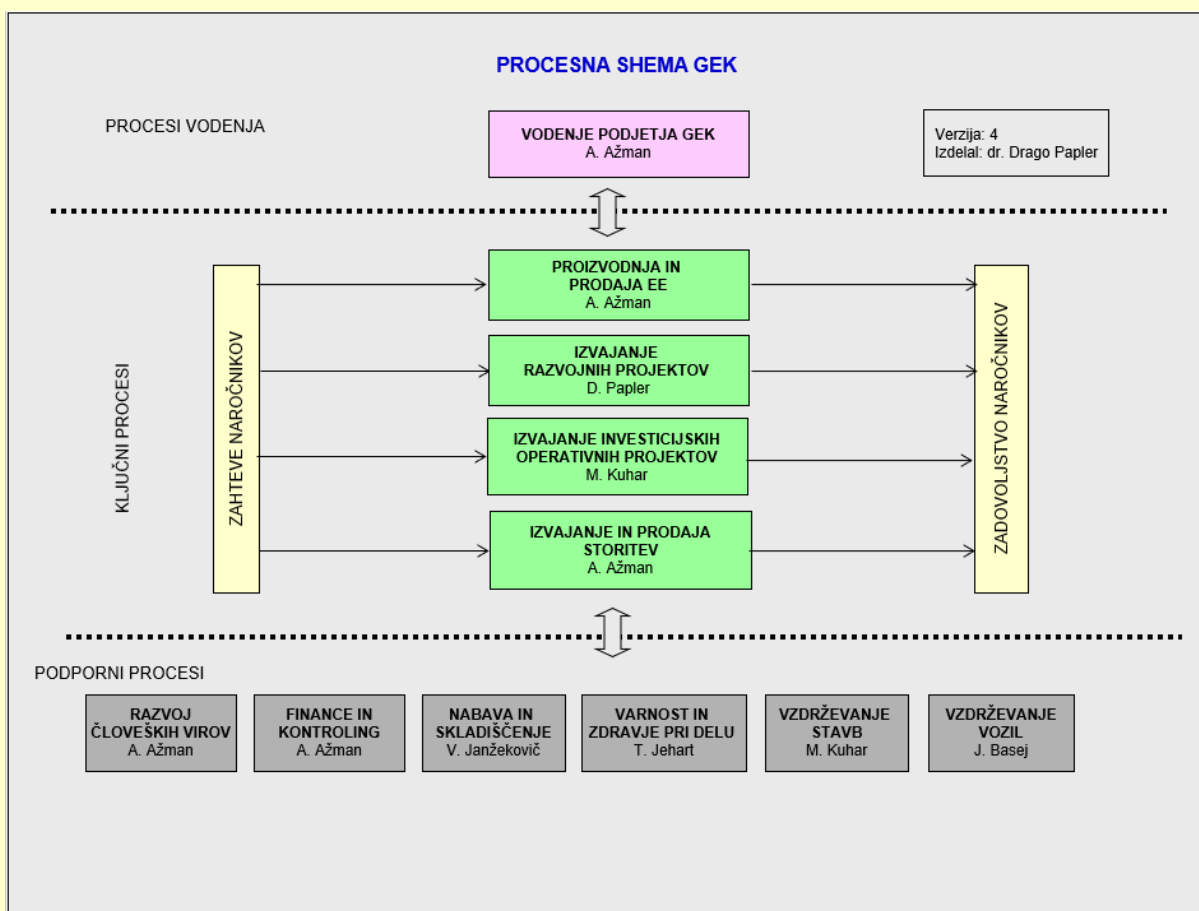 PROCESNA SHEMA GEK
PROCESI VODENJA
VODENJE PODJETJA GEK
A. Ažman
Verzija: 4
Izdelal: dr. Drago Papler
KLJUČNI PROCESI
ZAHTEVE NAROČNIKOV
PROIZVODNJA IN
PRODAJA EE
A. Ažman
IZVAJANJE
RAZVOJNIH PROJEKTOV
D. Papler
IZVAJANJE INVESTICIJSKIH
OPERATIVNIH PROJEKTOV
M. Kuhar
IZVAJANJE IN PRODAJA
STORITEV
A. Ažman
ZADOVOLJSTVO NAROČNIKOV
PODPORNI PROCESI
RAZVOJ
ČLOVEŠKIH VIROV
A. Ažman
FINANCE IN
KONTROLING
A. Ažman
NABAVA IN
SKLADIŠČENJE
V. Janžekovič
VARNOST IN
ZDRAVJE PRI DELU
T. Jehart
VZDRŽEVANJE
STAVB
M. Kuhar
VZDRŽEVANJE
VOZIL
J. Basej